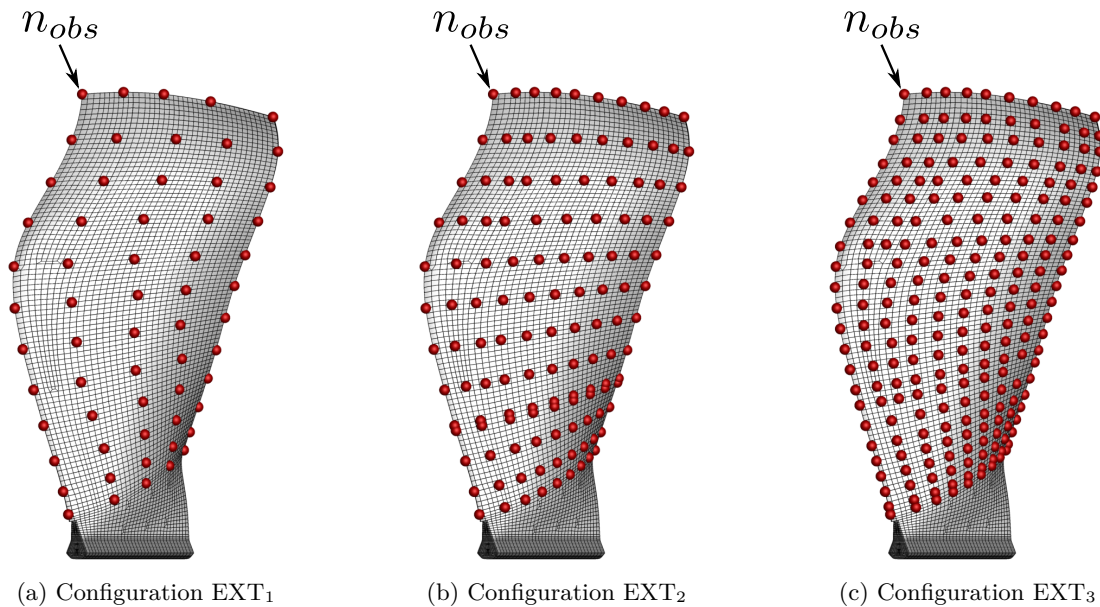 n_obs n_obs n_obs
(a) Configuration EXT₁ (b) Configuration EXT₂ (c) Configuration EXT₃